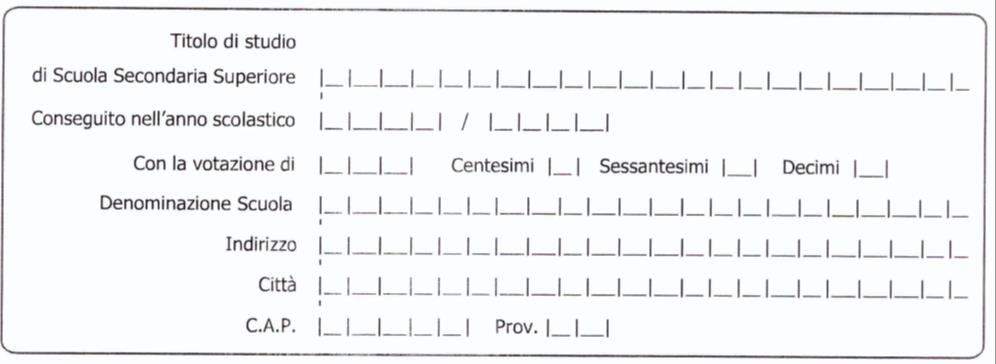 Titolo di studio
di Scuola Secondaria Superiore
Conseguito nell'anno scolastico /
Con la votazione di Centesimi Sessantesimi Decimi
Denominazione Scuola
Indirizzo
Città
C.A.P. Prov.